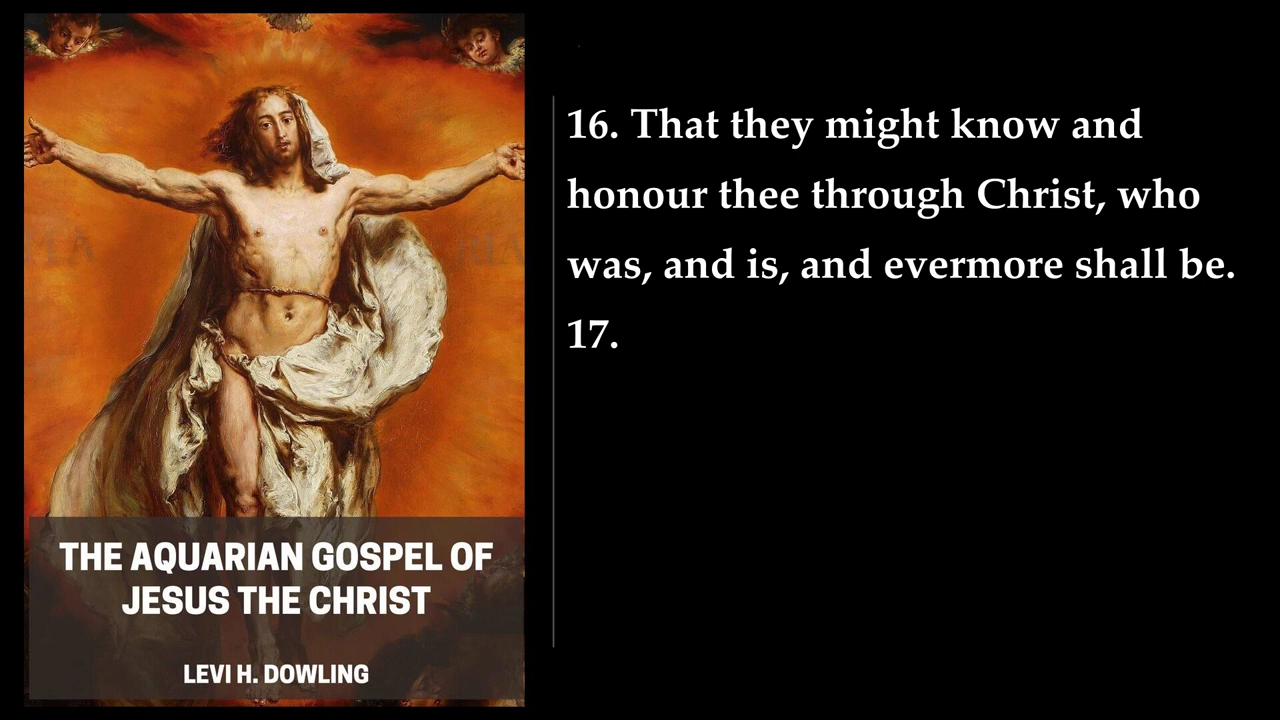 16. That they might know and
honour thee through Christ, who
was, and is, and evermore shall be.
17.
THE AQUARIAN GOSPEL OF
JESUS THE CHRIST
LEVI H. DOWLING